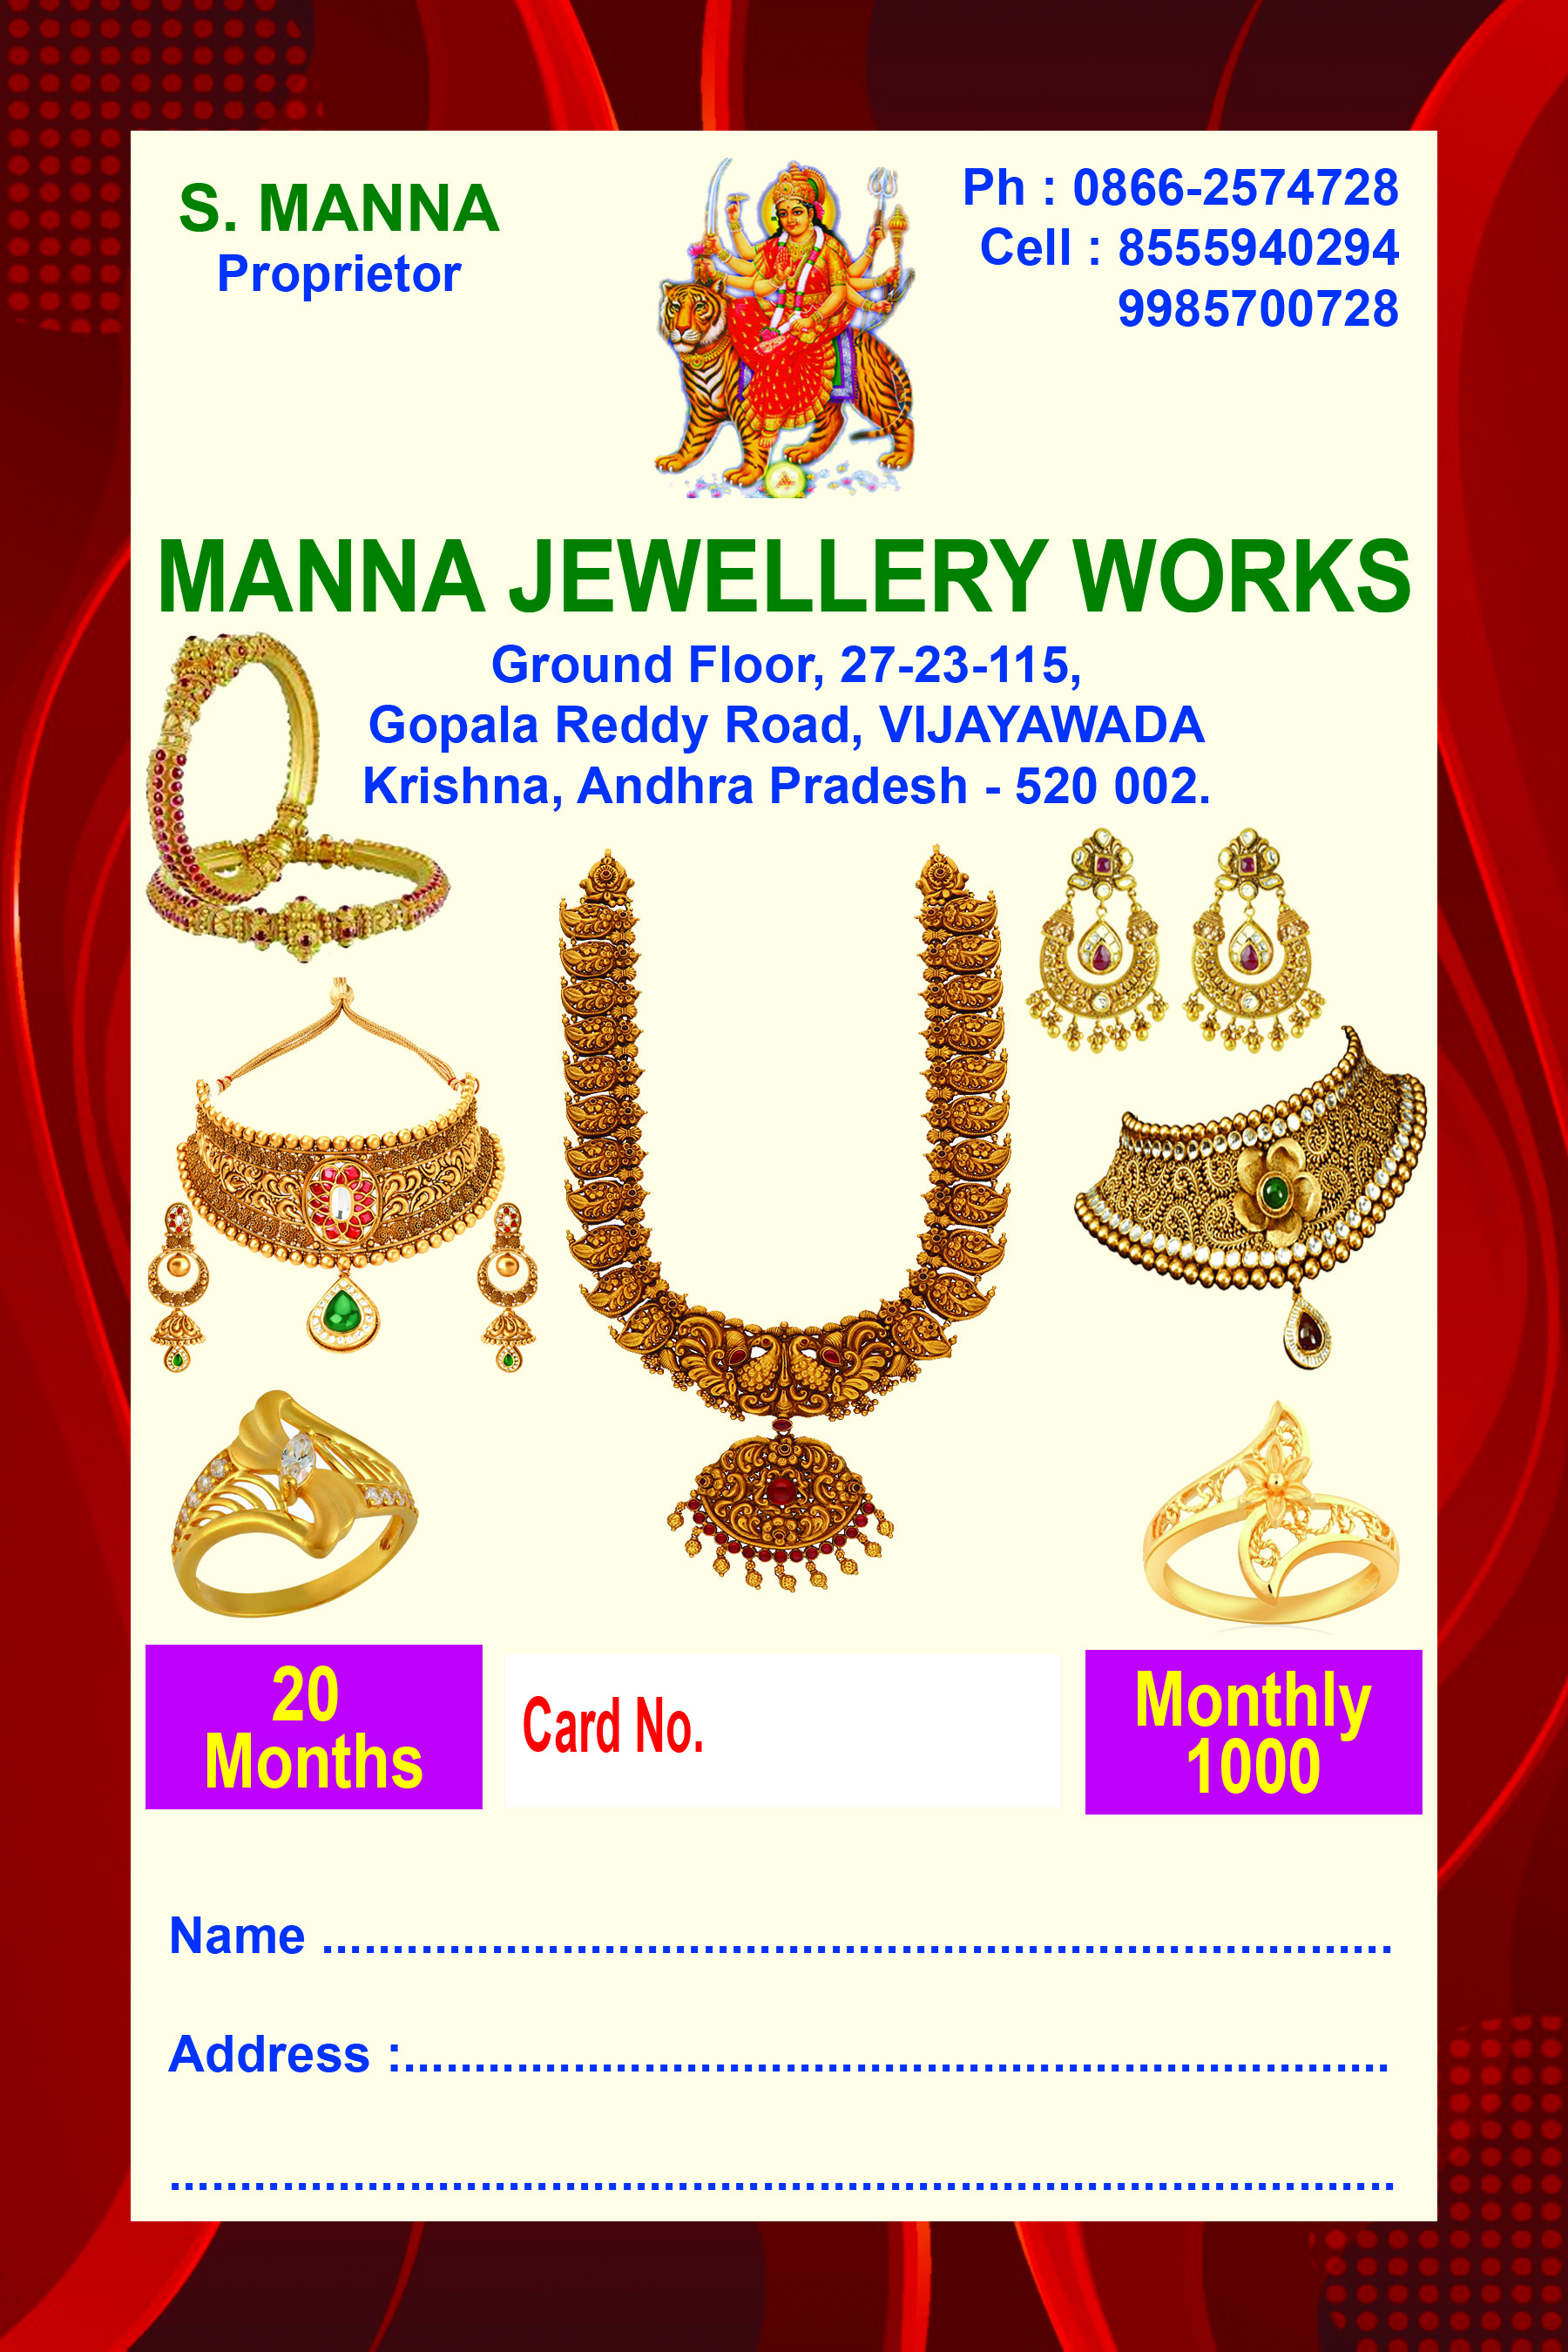 S. MANNA
Proprietor
Ph : 0866-2574728
Cell : 8555940294
9985700728
MANNA JEWELLERY WORKS
Ground Floor, 27-23-115,
Gopala Reddy Road, VIJAYAWADA
Krishna, Andhra Pradesh - 520 002.
20
Months
Card No.
Monthly
1000
Name ............................................................................
Address :......................................................................
.......................................................................................